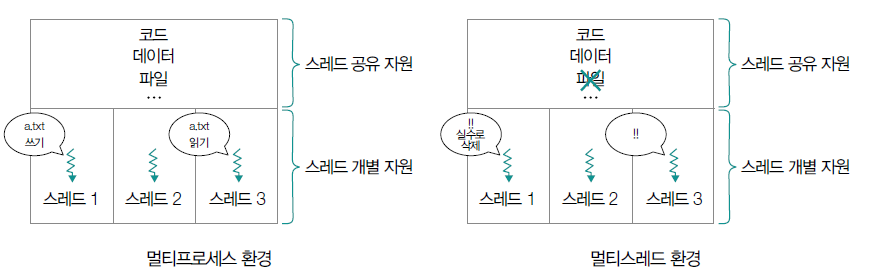 코드
데이터
파일
…
스레드 공유 자원
a.txt
쓰기
a.txt
읽기
스레드 개별 자원
스레드 1
스레드 2
스레드 3
멀티프로세스 환경
코드
데이터
파일
…
스레드 공유 자원
!!
실수로
삭제
!!
스레드 개별 자원
스레드 1
스레드 2
스레드 3
멀티스레드 환경